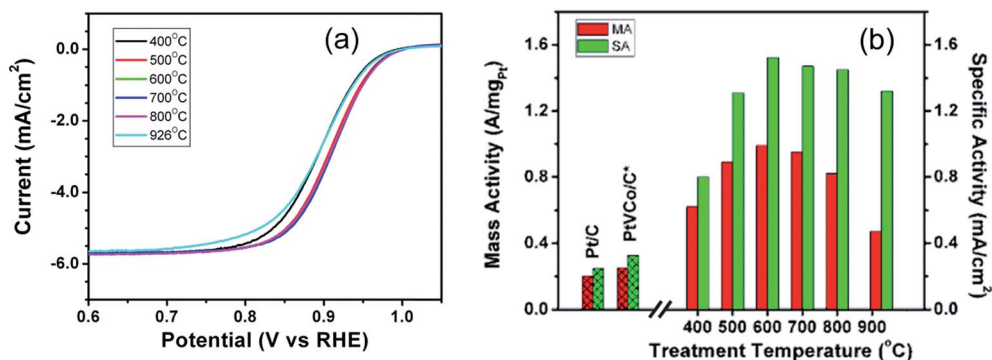 (a)
400°C
500°C
600°C
700°C
800°C
926°C
0.0
-2.0
-4.0
-6.0
Current (mA/cm²)
0.6 0.7 0.8 0.9 1.0
Potential (V vs RHE)
(b)
MA
SA
1.6
1.2
0.8
0.4
0.0
Mass Activity (A/mgPt)
Pt/C
PtVCo/C*
1.6
1.2
0.8
0.4
0.0
Specific Activity (mA/cm²)
400 500 600 700 800 900
Treatment Temperature (°C)